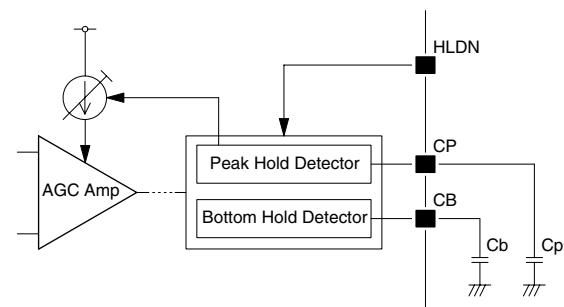 HLDN
CP
Peak Hold Detector
AGC Amp
CB
Bottom Hold Detector
Cb
Cp